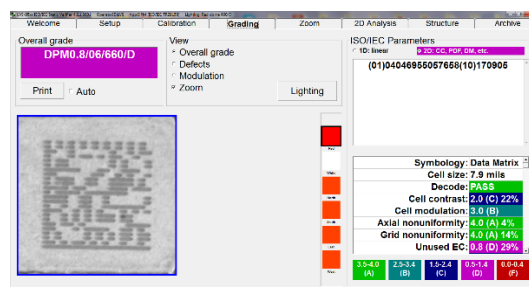 Welcome
Setup
Calibration
Grading
Zoom
2D Analysis
Structure
Archive
Overall grade
DPM0.8/06/660/D
Print
Auto
View
Overall grade
Defects
Modulation
Zoom
Lighting
ISO/IEC Parameters
1D: linear
2D: CC, PDF, DM, etc.
(01)04046955057658(10)170905
Symbology: Data Matrix
Cell size: 7.9 mils
Decode: PASS
Cell contrast: 2.0 (C) 22%
Cell modulation: 3.0 (B)
Axial nonuniformity: 4.0 (A) 4%
Grid nonuniformity: 4.0 (A) 14%
Unused EC: 0.8 (D) 29%
3.5-4.0 (A)
2.5-3.4 (B)
1.5-2.4 (C)
0.5-1.4 (D)
0.0-0.4 (F)